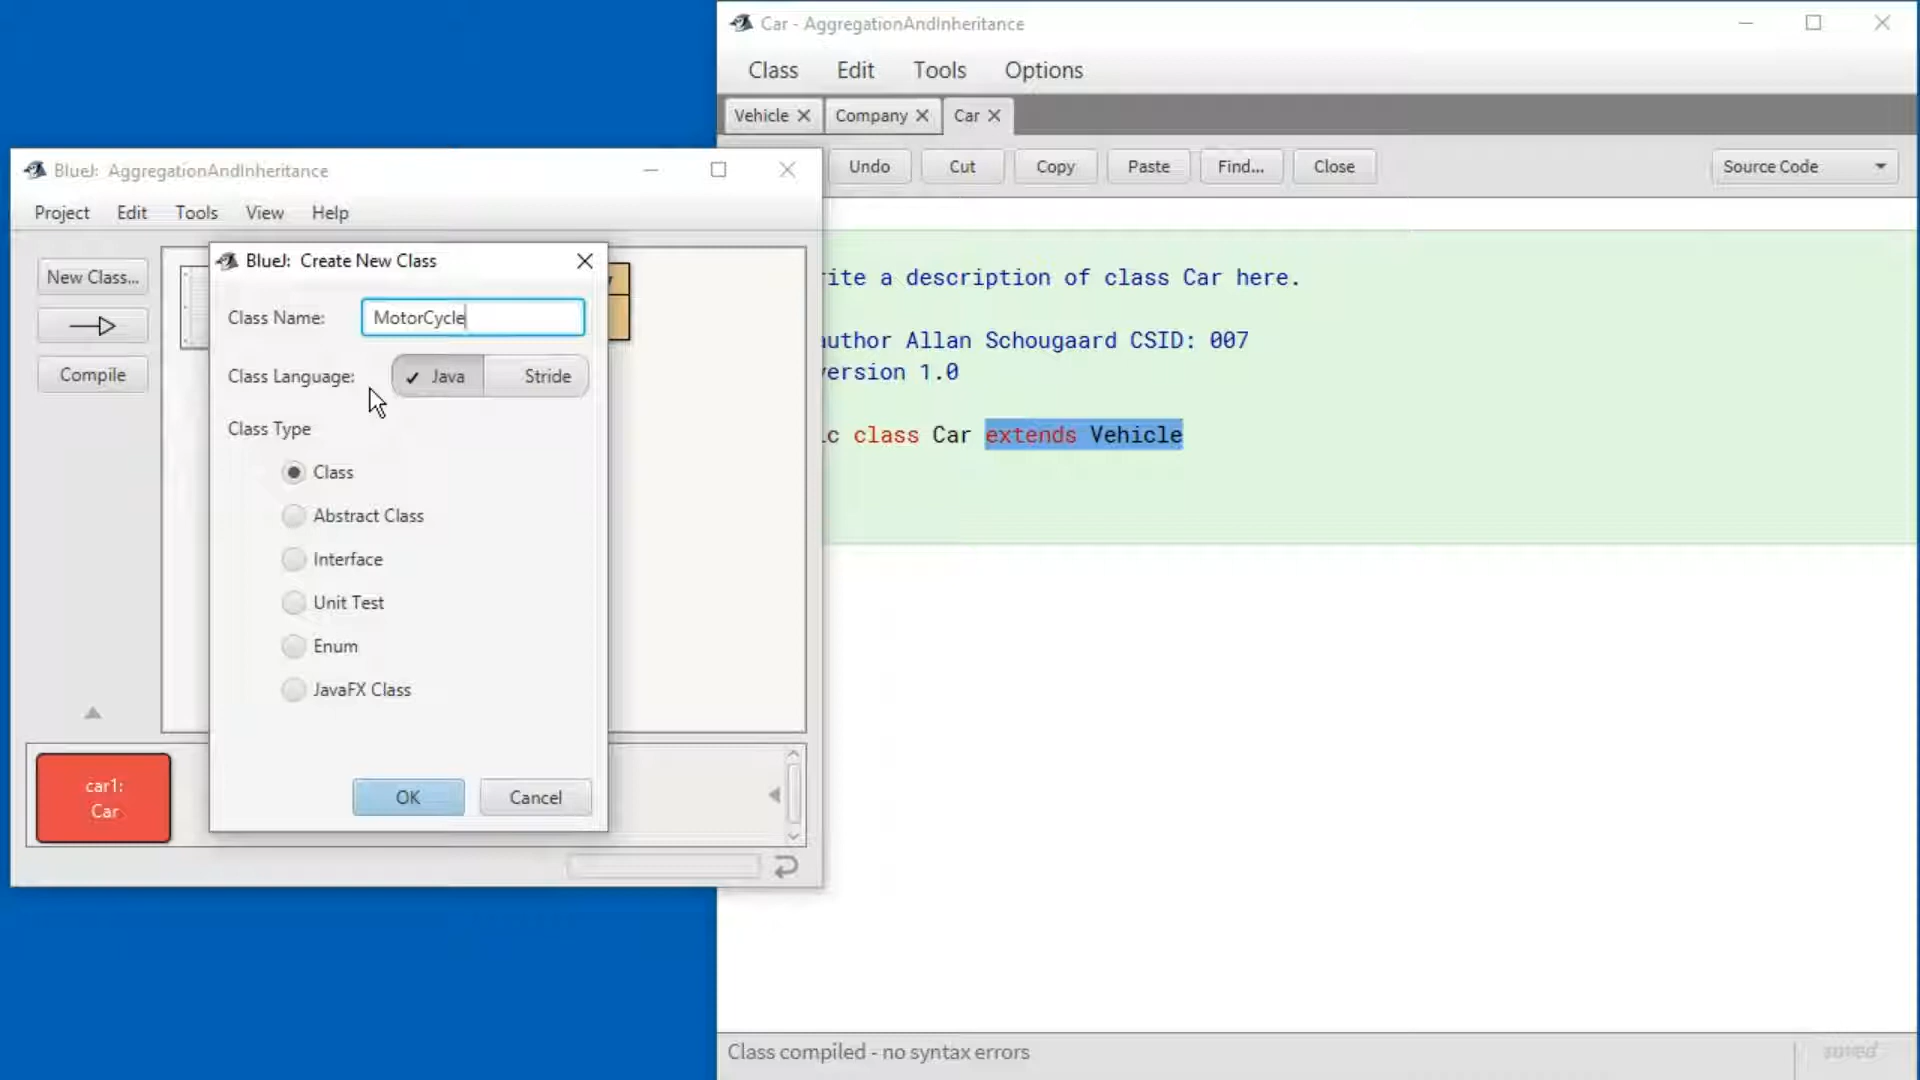 Car - AggregationAndInheritance
Class Edit Tools Options
Vehicle Company Car
Undo Cut Copy Paste Find... Close Source Code
BlueJ: AggregationAndInheritance
Project Edit Tools View Help
New Class...
Compile
BlueJ: Create New Class
Class Name: MotorCycle
Class Language: Java Stride
Class Type
Class
Abstract Class
Interface
Unit Test
Enum
JavaFX Class
OK Cancel
car1:
Car
ite a description of class Car here.
author Allan Schougaard CSID: 007
version 1.0
c class Car extends Vehicle
Class compiled - no syntax errors
saved